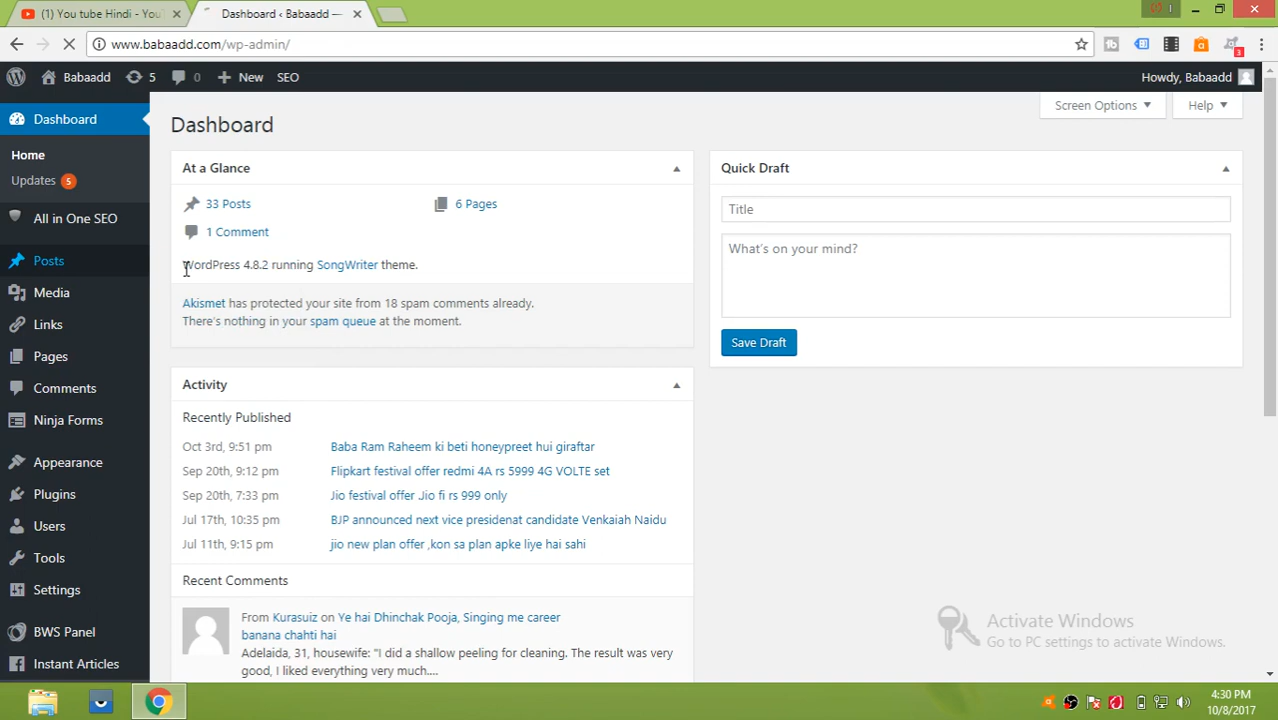 (1) You tube Hindi - You
Dashboard ‹ Babaadd —
www.babaadd.com/wp-admin/
3
Babaadd
5
0
New
SEO
Howdy, Babaadd
Dashboard
Home
Updates 5
All in One SEO
Posts
Media
Links
Pages
Comments
Ninja Forms
Appearance
Plugins
Users
Tools
Settings
BWS Panel
Instant Articles
Screen Options
Help
Dashboard
At a Glance
33 Posts
6 Pages
1 Comment
WordPress 4.8.2 running SongWriter theme.
Akismet has protected your site from 18 spam comments already.
There's nothing in your spam queue at the moment.
Activity
Recently Published
Oct 3rd, 9:51 pm Baba Ram Raheem ki beti honeypreet hui giraftar
Sep 20th, 9:12 pm Flipkart festival offer redmi 4A rs 5999 4G VOLTE set
Sep 20th, 7:33 pm Jio festival offer .Jio fi rs 999 only
Jul 17th, 10:35 pm BJP announced next vice presidenat candidate Venkaiah Naidu
Jul 11th, 9:15 pm jio new plan offer ,kon sa plan apke liye hai sahi
Recent Comments
From Kurasuiz on Ye hai Dhinchak Pooja, Singing me career
banana chahti hai
Adelaida, 31, housewife: "I did a shallow peeling for cleaning. The result was very
good, I liked everything very much....
Quick Draft
Title
What's on your mind?
Save Draft
Activate Windows
Go to PC settings to activate Windows.
4:30 PM
10/8/2017